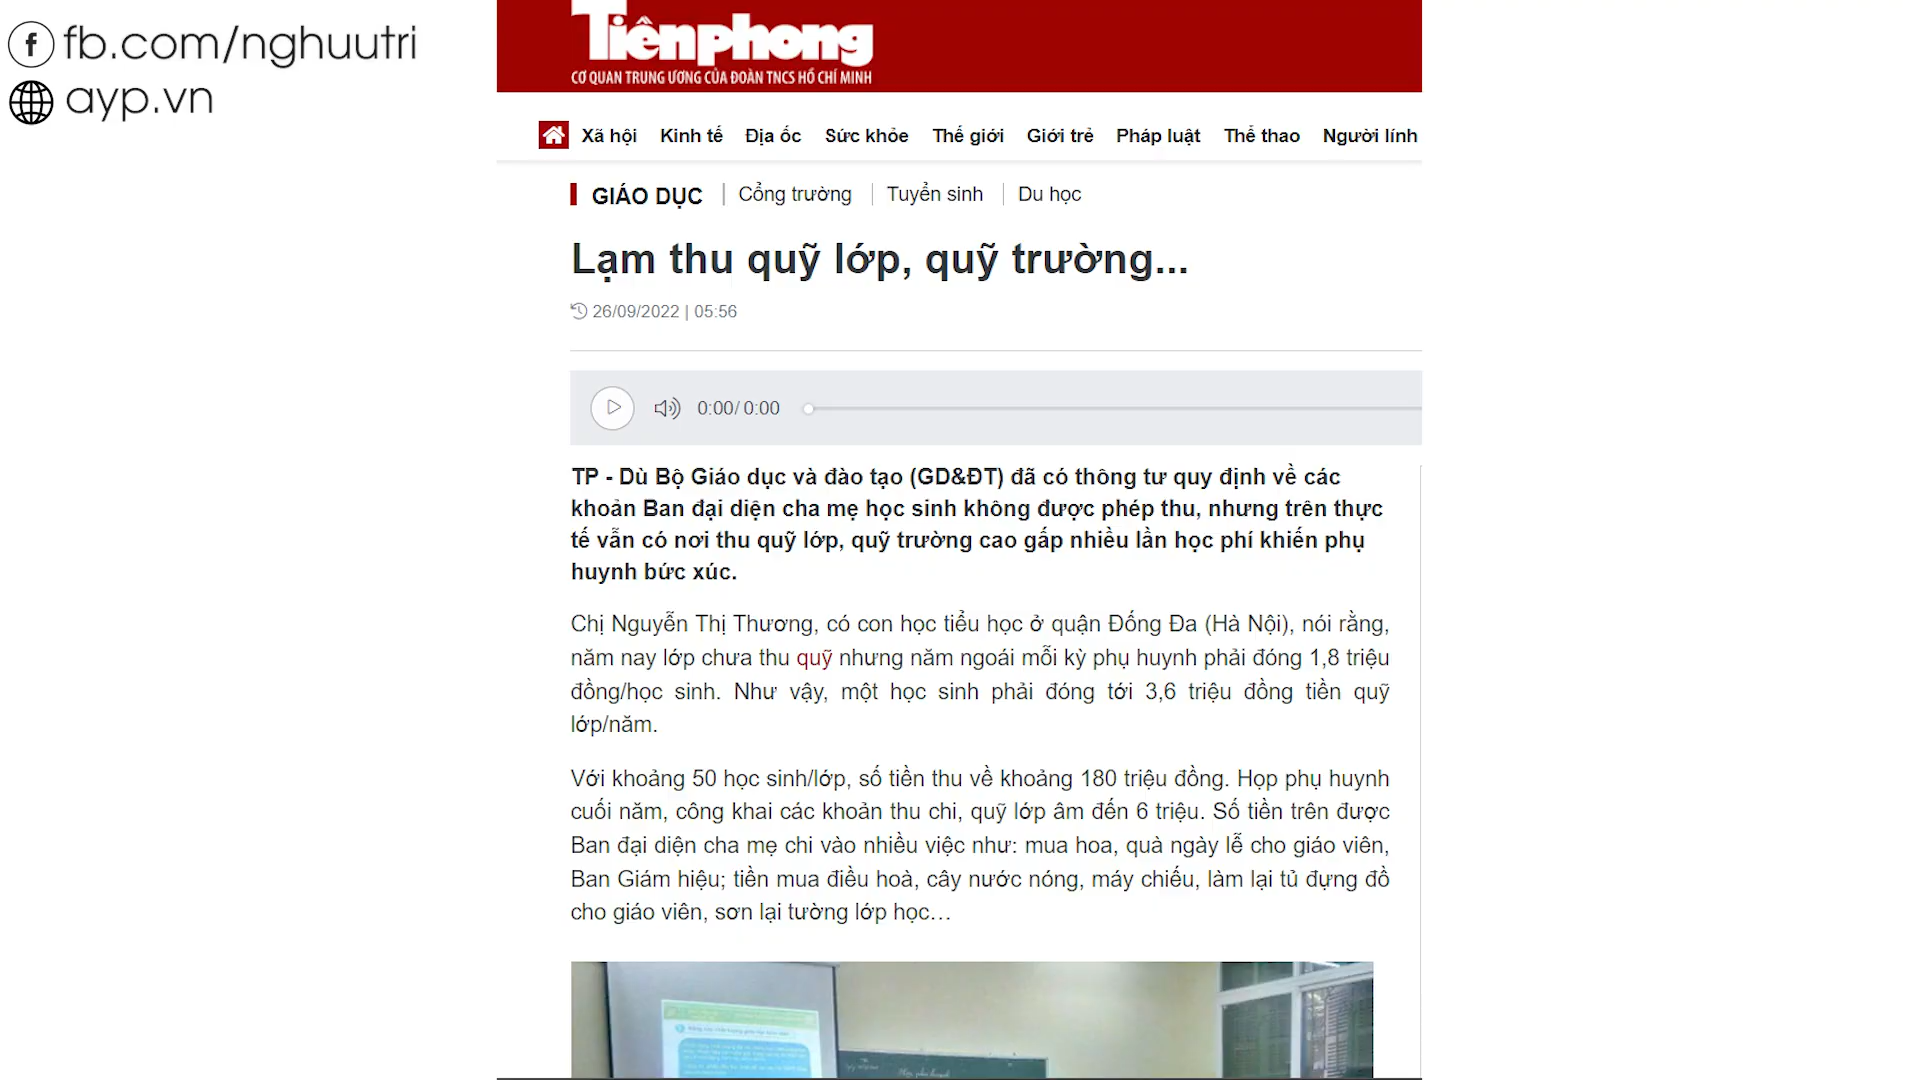 fb.com/nghuutri
ayp.vn
Tiênphong
CƠ QUAN TRUNG ƯƠNG CỦA ĐOÀN TNCS HỒ CHÍ MINH
Xã hội Kinh tế Địa ốc Sức khỏe Thế giới Giới trẻ Pháp luật Thể thao Người lính
GIÁO DỤC Cổng trường Tuyển sinh Du học
Lạm thu quỹ lớp, quỹ trường...
26/09/2022 | 05:56
0:00/ 0:00
TP - Dù Bộ Giáo dục và đào tạo (GD&ĐT) đã có thông tư quy định về các
khoản Ban đại diện cha mẹ học sinh không được phép thu, nhưng trên thực
tế vẫn có nơi thu quỹ lớp, quỹ trường cao gấp nhiều lần học phí khiến phụ
huynh bức xúc.
Chị Nguyễn Thị Thương, có con học tiểu học ở quận Đống Đa (Hà Nội), nói rằng,
năm nay lớp chưa thu quỹ nhưng năm ngoái mỗi kỳ phụ huynh phải đóng 1,8 triệu
đồng/học sinh. Như vậy, một học sinh phải đóng tới 3,6 triệu đồng tiền quỹ
lớp/năm.
Với khoảng 50 học sinh/lớp, số tiền thu về khoảng 180 triệu đồng. Họp phụ huynh
cuối năm, công khai các khoản thu chi, quỹ lớp âm đến 6 triệu. Số tiền trên được
Ban đại diện cha mẹ chi vào nhiều việc như: mua hoa, quà ngày lễ cho giáo viên,
Ban Giám hiệu; tiền mua điều hoà, cây nước nóng, máy chiếu, làm lại tủ đựng đồ
cho giáo viên, sơn lại tường lớp học…